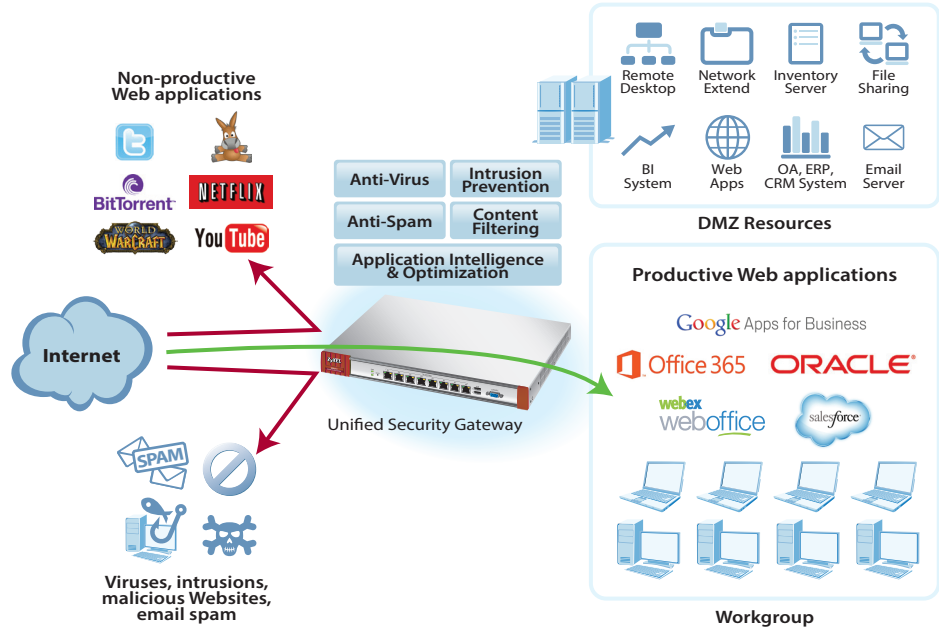 Non-productive
Web applications
BitTorrent
NETFLIX
WORLD
WARCRAFT
You Tube
Internet
SPAM
Viruses, intrusions,
malicious Websites,
email spam
Anti-Virus
Intrusion
Prevention
Anti-Spam
Content
Filtering
Application Intelligence
& Optimization
ZyXEL
Unified Security Gateway
Remote
Desktop
Network
Extend
Inventory
Server
File
Sharing
BI
System
Web
Apps
OA, ERP,
CRM System
Email
Server
DMZ Resources
Productive Web applications
Google Apps for Business
Office 365
ORACLE
webex
weboffice
salesforce
Workgroup